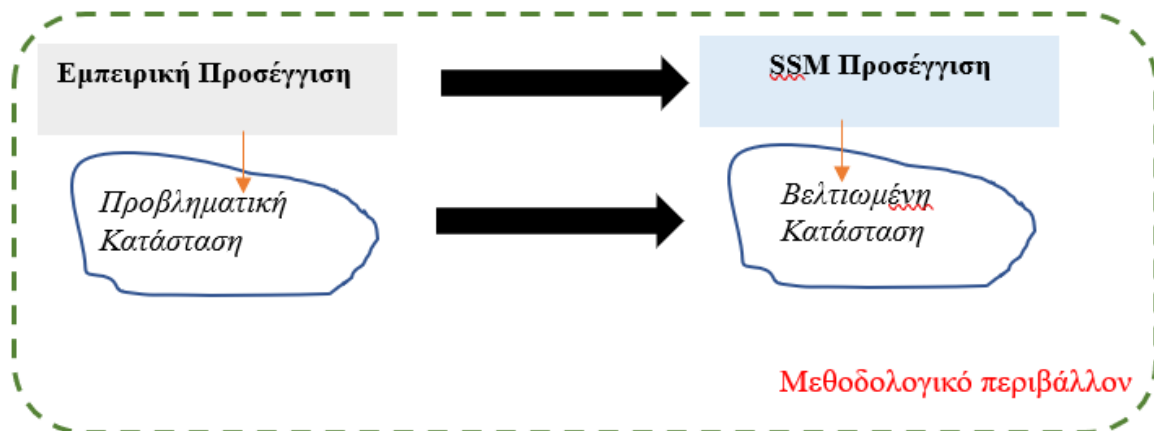 Εμπειρική Προσέγγιση
SSM Προσέγγιση
Προβληματική
Κατάσταση
Βελτιωμένη
Κατάσταση
Μεθοδολογικό περιβάλλον